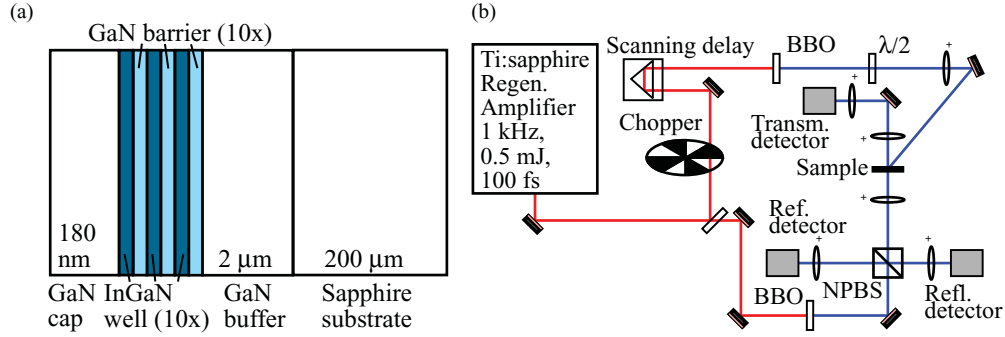 (a)
GaN barrier (10x)
180
nm
2 μm
200 μm
GaN
cap
InGaN
well (10x)
GaN
buffer
Sapphire
substrate
(b)
Ti:sapphire
Regen.
Amplifier
1 kHz,
0.5 mJ,
100 fs
Scanning delay
BBO
λ/2
+
+
Chopper
Transm.
detector
+
Sample
+
Ref.
detector
+
+
NPBS
Refl.
detector
BBO